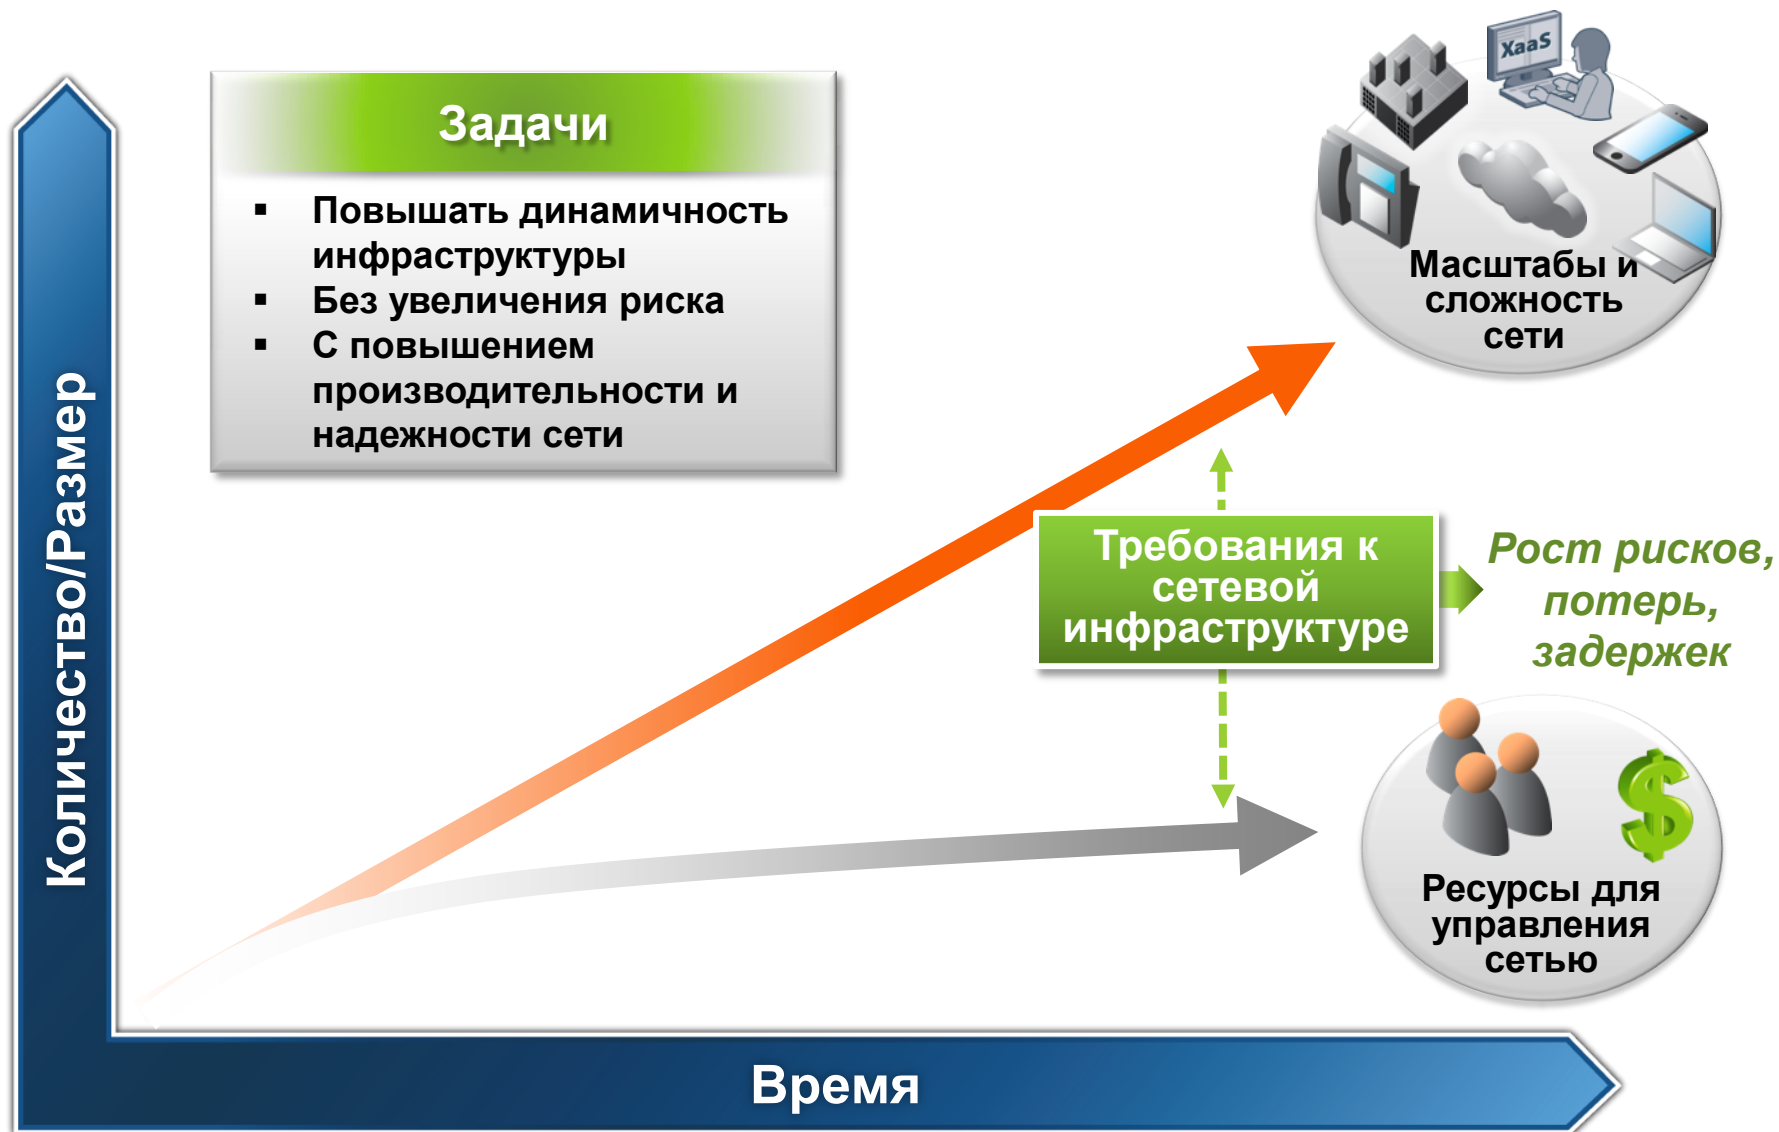 Задачи
▪ Повышать динамичность
инфраструктуры
▪ Без увеличения риска
▪ С повышением
производительности и
надежности сети
XaaS
Масштабы и
сложность
сети
Количество/Размер
Требования к
сетевой
инфраструктуре
Рост рисков,
потерь,
задержек
$
Ресурсы для
управления
сетью
Время